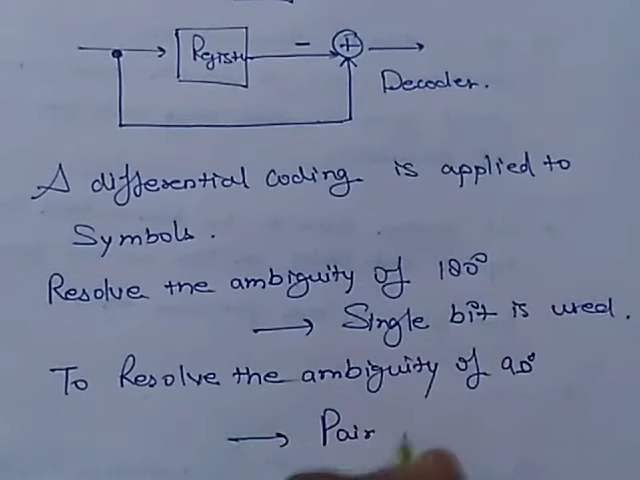 Registr
− +
Decoder.
A differential coding is applied to
Symbols.
Resolve the ambiguity of 180°
→ Single bit is used.
To Resolve the ambiguity of 90°
→ Pair